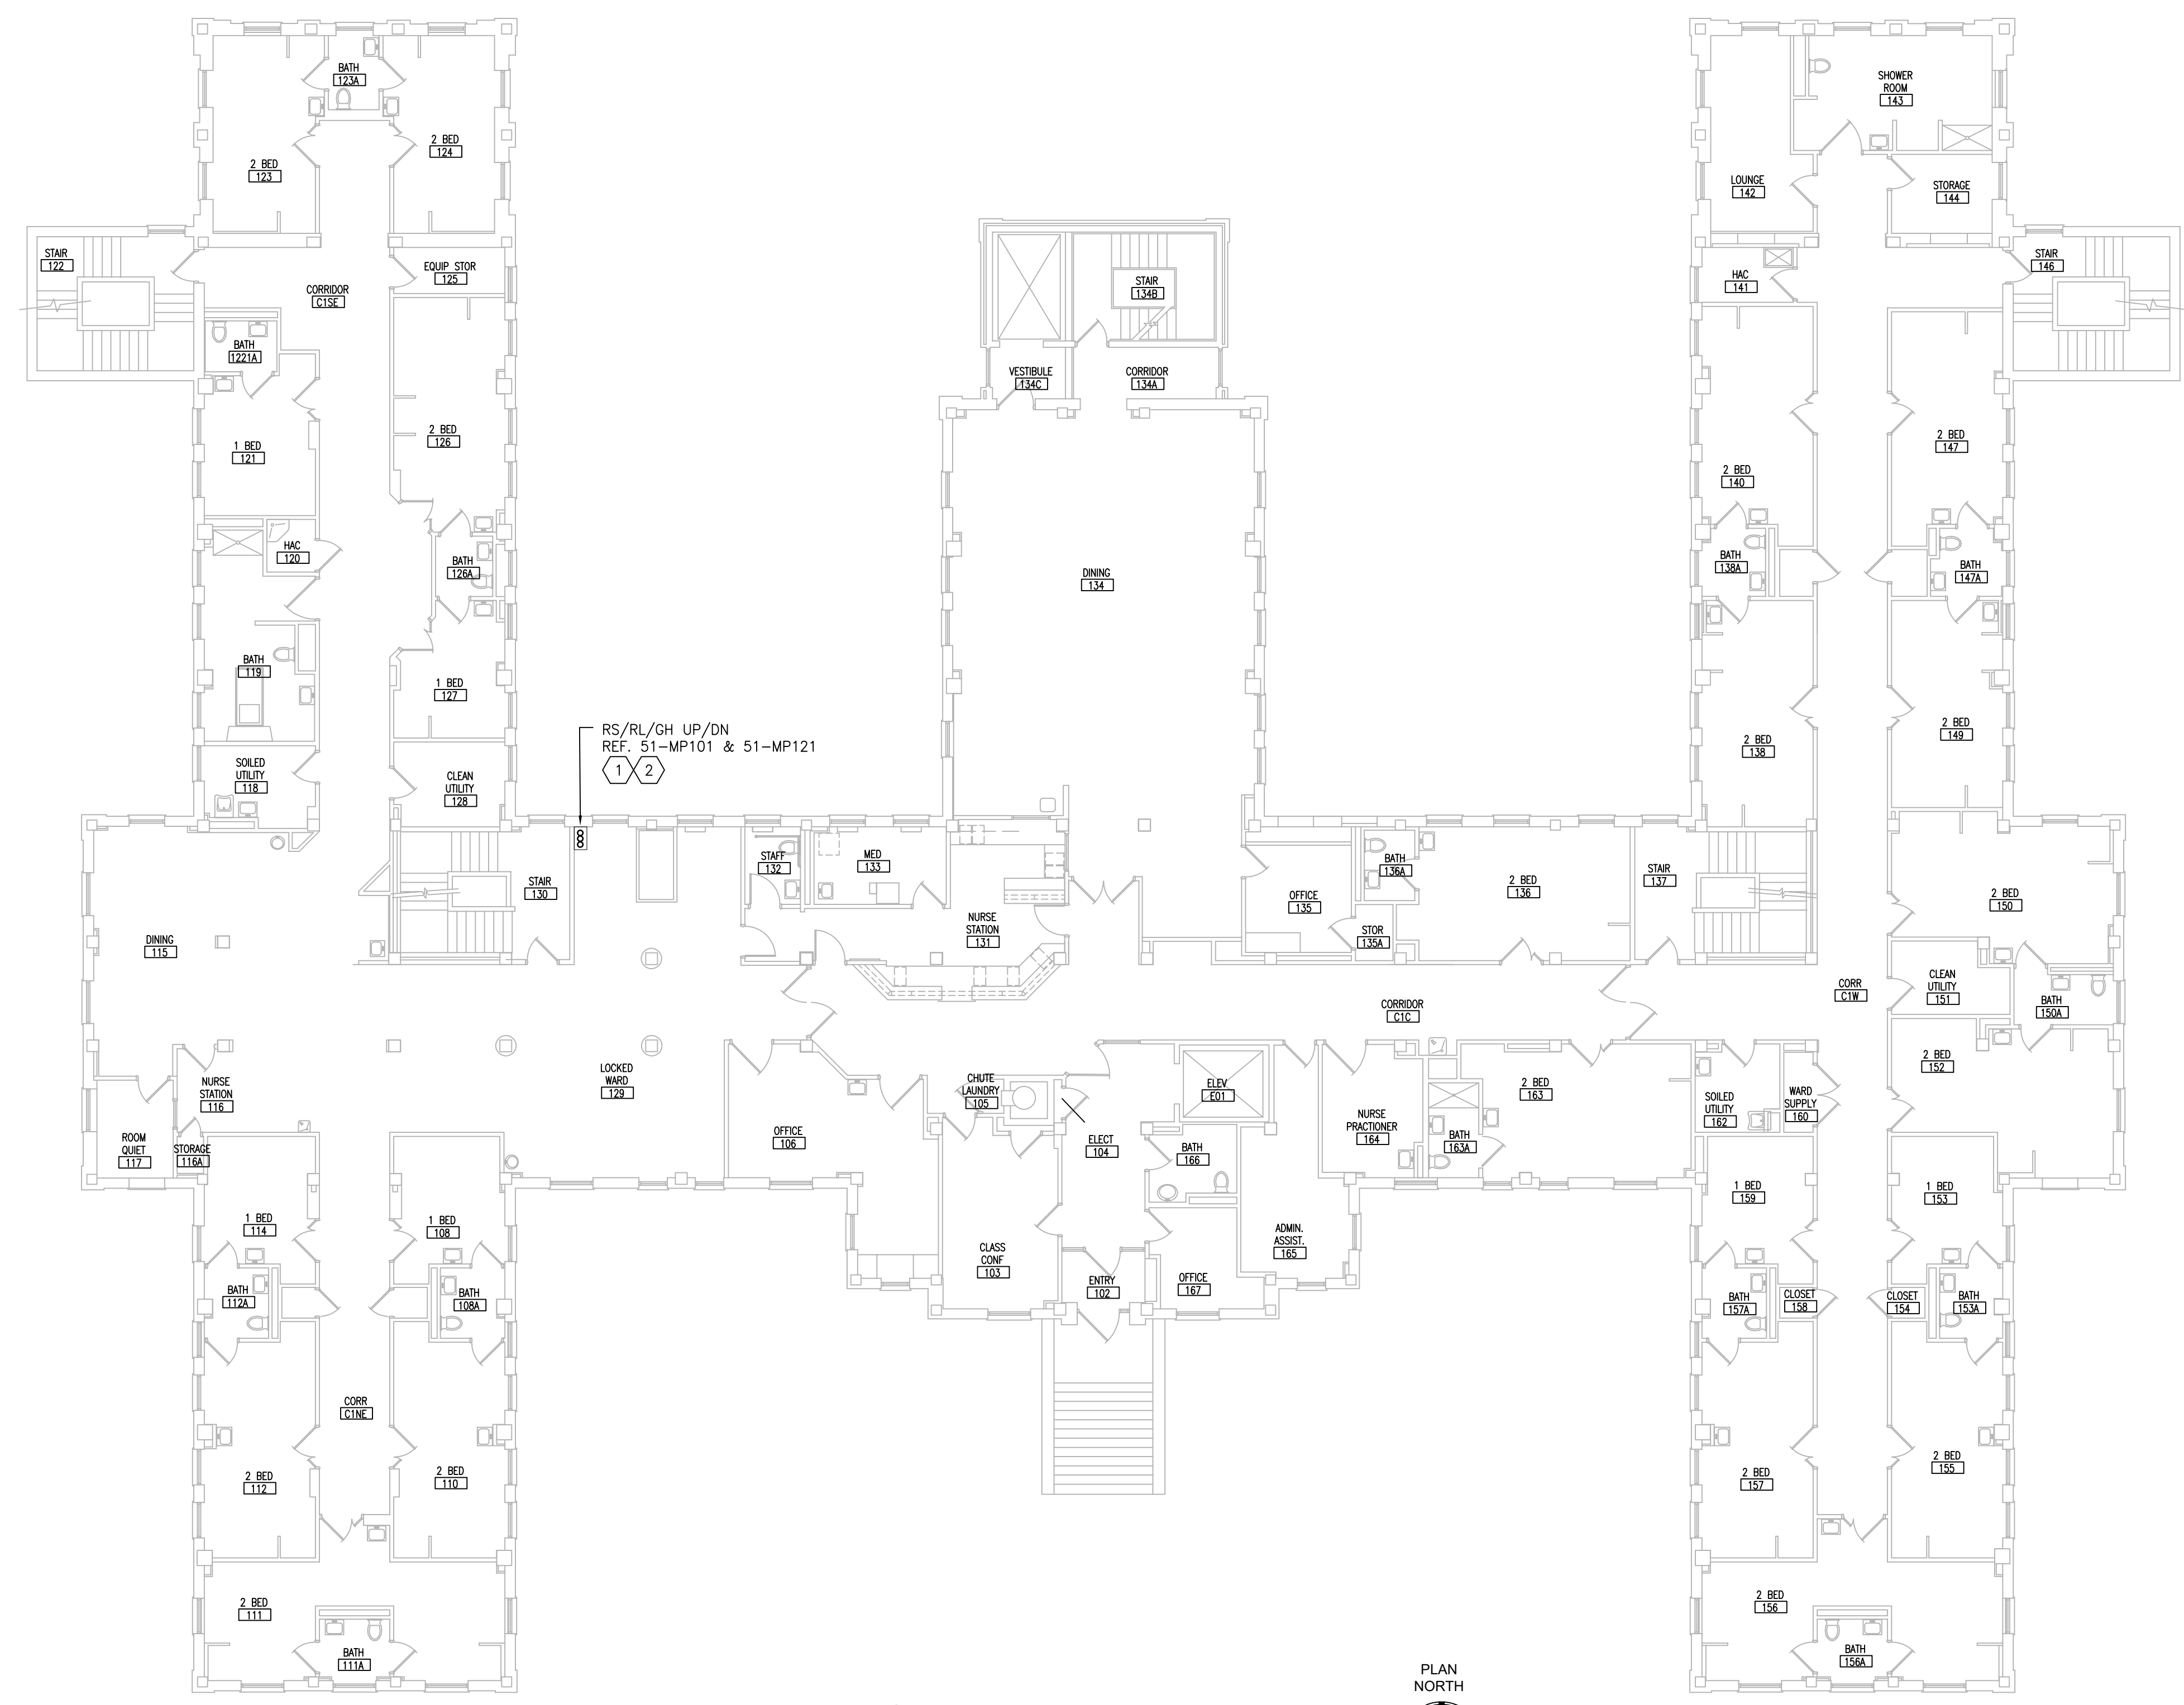 BATH
123A
2 BED
124
2 BED
123
STAIR
122
EQUIP STOR
125
CORRIDOR
C1SE
BATH
1221A
1 BED
121
2 BED
126
HAC
120
BATH
126A
BATH
119
1 BED
127
SOILED
UTILITY
118
CLEAN
UTILITY
128
RS/RL/GH UP/DN
REF. 51-MP101 & 51-MP121
1 2
STAIR
134B
VESTIBULE
134C
CORRIDOR
134A
DINING
134
SHOWER
ROOM
143
LOUNGE
142
STORAGE
144
HAC
141
STAIR
146
2 BED
140
2 BED
147
BATH
138A
BATH
147A
2 BED
138
2 BED
149
DINING
115
STAIR
130
STAFF
132
MED
133
NURSE
STATION
131
OFFICE
135
STOR
135A
BATH
136A
2 BED
136
STAIR
137
2 BED
150
CLEAN
UTILITY
151
BATH
150A
CORR
C1W
CORRIDOR
C1C
2 BED
152
NURSE
STATION
116
ROOM
QUIET
117
STORAGE
116A
LOCKED
WARD
129
OFFICE
106
CHUTE
LAUNDRY
105
ELEV
E01
ELECT
104
BATH
166
NURSE
PRACTIONER
164
BATH
163A
2 BED
163
SOILED
UTILITY
162
WARD
SUPPLY
160
1 BED
114
1 BED
108
BATH
112A
BATH
108A
CLASS
CONF
103
ENTRY
102
OFFICE
167
ADMIN.
ASSIST.
165
1 BED
159
1 BED
153
BATH
157A
CLOSET
158
CLOSET
154
BATH
153A
CORR
C1NE
2 BED
112
2 BED
110
2 BED
157
2 BED
155
2 BED
111
BATH
111A
2 BED
156
BATH
156A
PLAN
NORTH